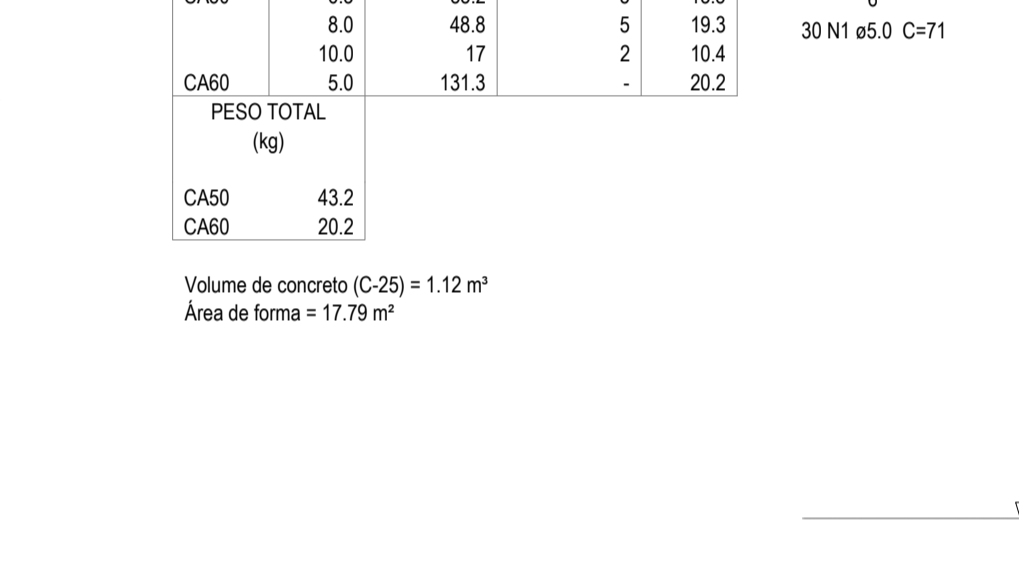 8.0 48.8 5 19.3
30 N1 ø5.0 C=71
10.0 17 2 10.4
CA60 5.0 131.3 - 20.2
PESO TOTAL
(kg)
CA50 43.2
CA60 20.2
Volume de concreto (C-25) = 1.12 m³
Área de forma = 17.79 m²